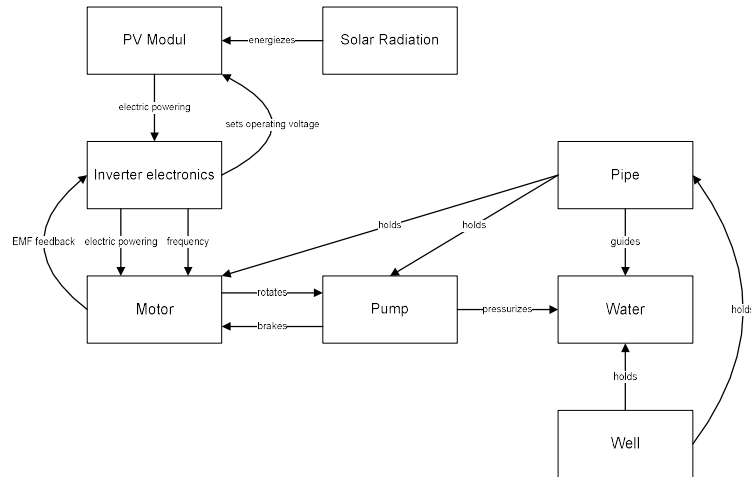 PV Modul
energiezes
Solar Radiation
electric powering
sets operating voltage
Inverter electronics
Pipe
EMF feedback
electric powering
frequency
holds
holds
guides
Motor
rotates
brakes
Pump
pressurizes
Water
holds
holds
Well